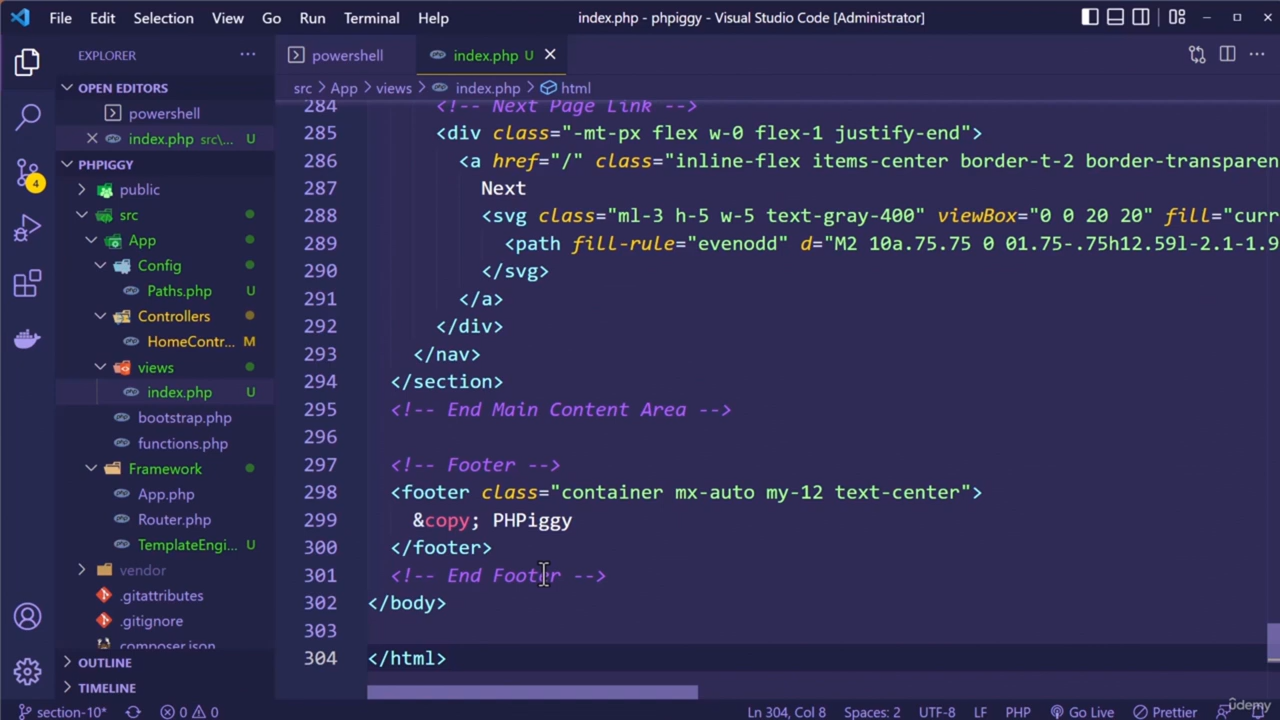 File Edit Selection View Go Run Terminal Help index.php - phpiggy - Visual Studio Code [Administrator]
EXPLORER
OPEN EDITORS
powershell
index.php src\... U
PHPIGGY
public
src
App
Config
Paths.php U
Controllers
HomeContr... M
views
index.php U
bootstrap.php
functions.php
Framework
App.php
Router.php
TemplateEngi... U
vendor
.gitattributes
.gitignore
composer.json
OUTLINE
TIMELINE
4
powershell index.php U
src > App > views > index.php > html
284 <!-- Next Page Link -->
285 <div class="-mt-px flex w-0 flex-1 justify-end">
286 <a href="/" class="inline-flex items-center border-t-2 border-transparen
287 Next
288 <svg class="ml-3 h-5 w-5 text-gray-400" viewBox="0 0 20 20" fill="curr
289 <path fill-rule="evenodd" d="M2 10a.75.75 0 01.75-.75h12.59l-2.1-1.9
290 </svg>
291 </a>
292 </div>
293 </nav>
294 </section>
295 <!-- End Main Content Area -->
296
297 <!-- Footer -->
298 <footer class="container mx-auto my-12 text-center">
299 &copy; PHPiggy
300 </footer>
301 <!-- End Footer -->
302 </body>
303
304 </html>
section-10* 0 0 Ln 304, Col 8 Spaces: 2 UTF-8 LF PHP Go Live Prettier
udemy